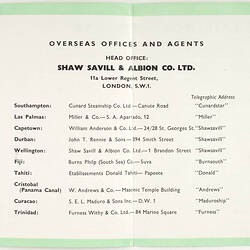 OVERSEAS OFFICES AND AGENTS
HEAD OFFICE:
SHAW SAVILL & ALBION CO. LTD.
11a Lower Regent Street,
LONDON, S.W.1.
Telegraphic Address
Southampton: Cunard Steamship Co. Ltd — Canute Road "Cunardstar"
Las Palmas: Miller & Co.— S. A. Aparado, 12 "Miller"
Capetown: William Anderson & Co. Ltd.— 24/28 St. Georges St. "Shawsavill"
Durban: John T. Rennie & Sons — 394 Smith Street "Shawsavill"
Wellington: Shaw Savill & Albion Co. Ltd.— 1 Brandon Street "Shawsavill"
Fiji: Burns Philp (South Sea) Co.— Suva "Burnsouth"
Tahiti: Etablissements Donald Tahiti — Papeete "Donald"
Cristobal
(Panama Canal) W. Andrews & Co.— Masonic Temple Building "Andrews"
Curacao: S. E. L. Maduro & Sons Inc.— D.W. 1 "Maduroship"
Trinidad: Furness Withy & Co. Ltd.— 84 Marine Square "Furness"